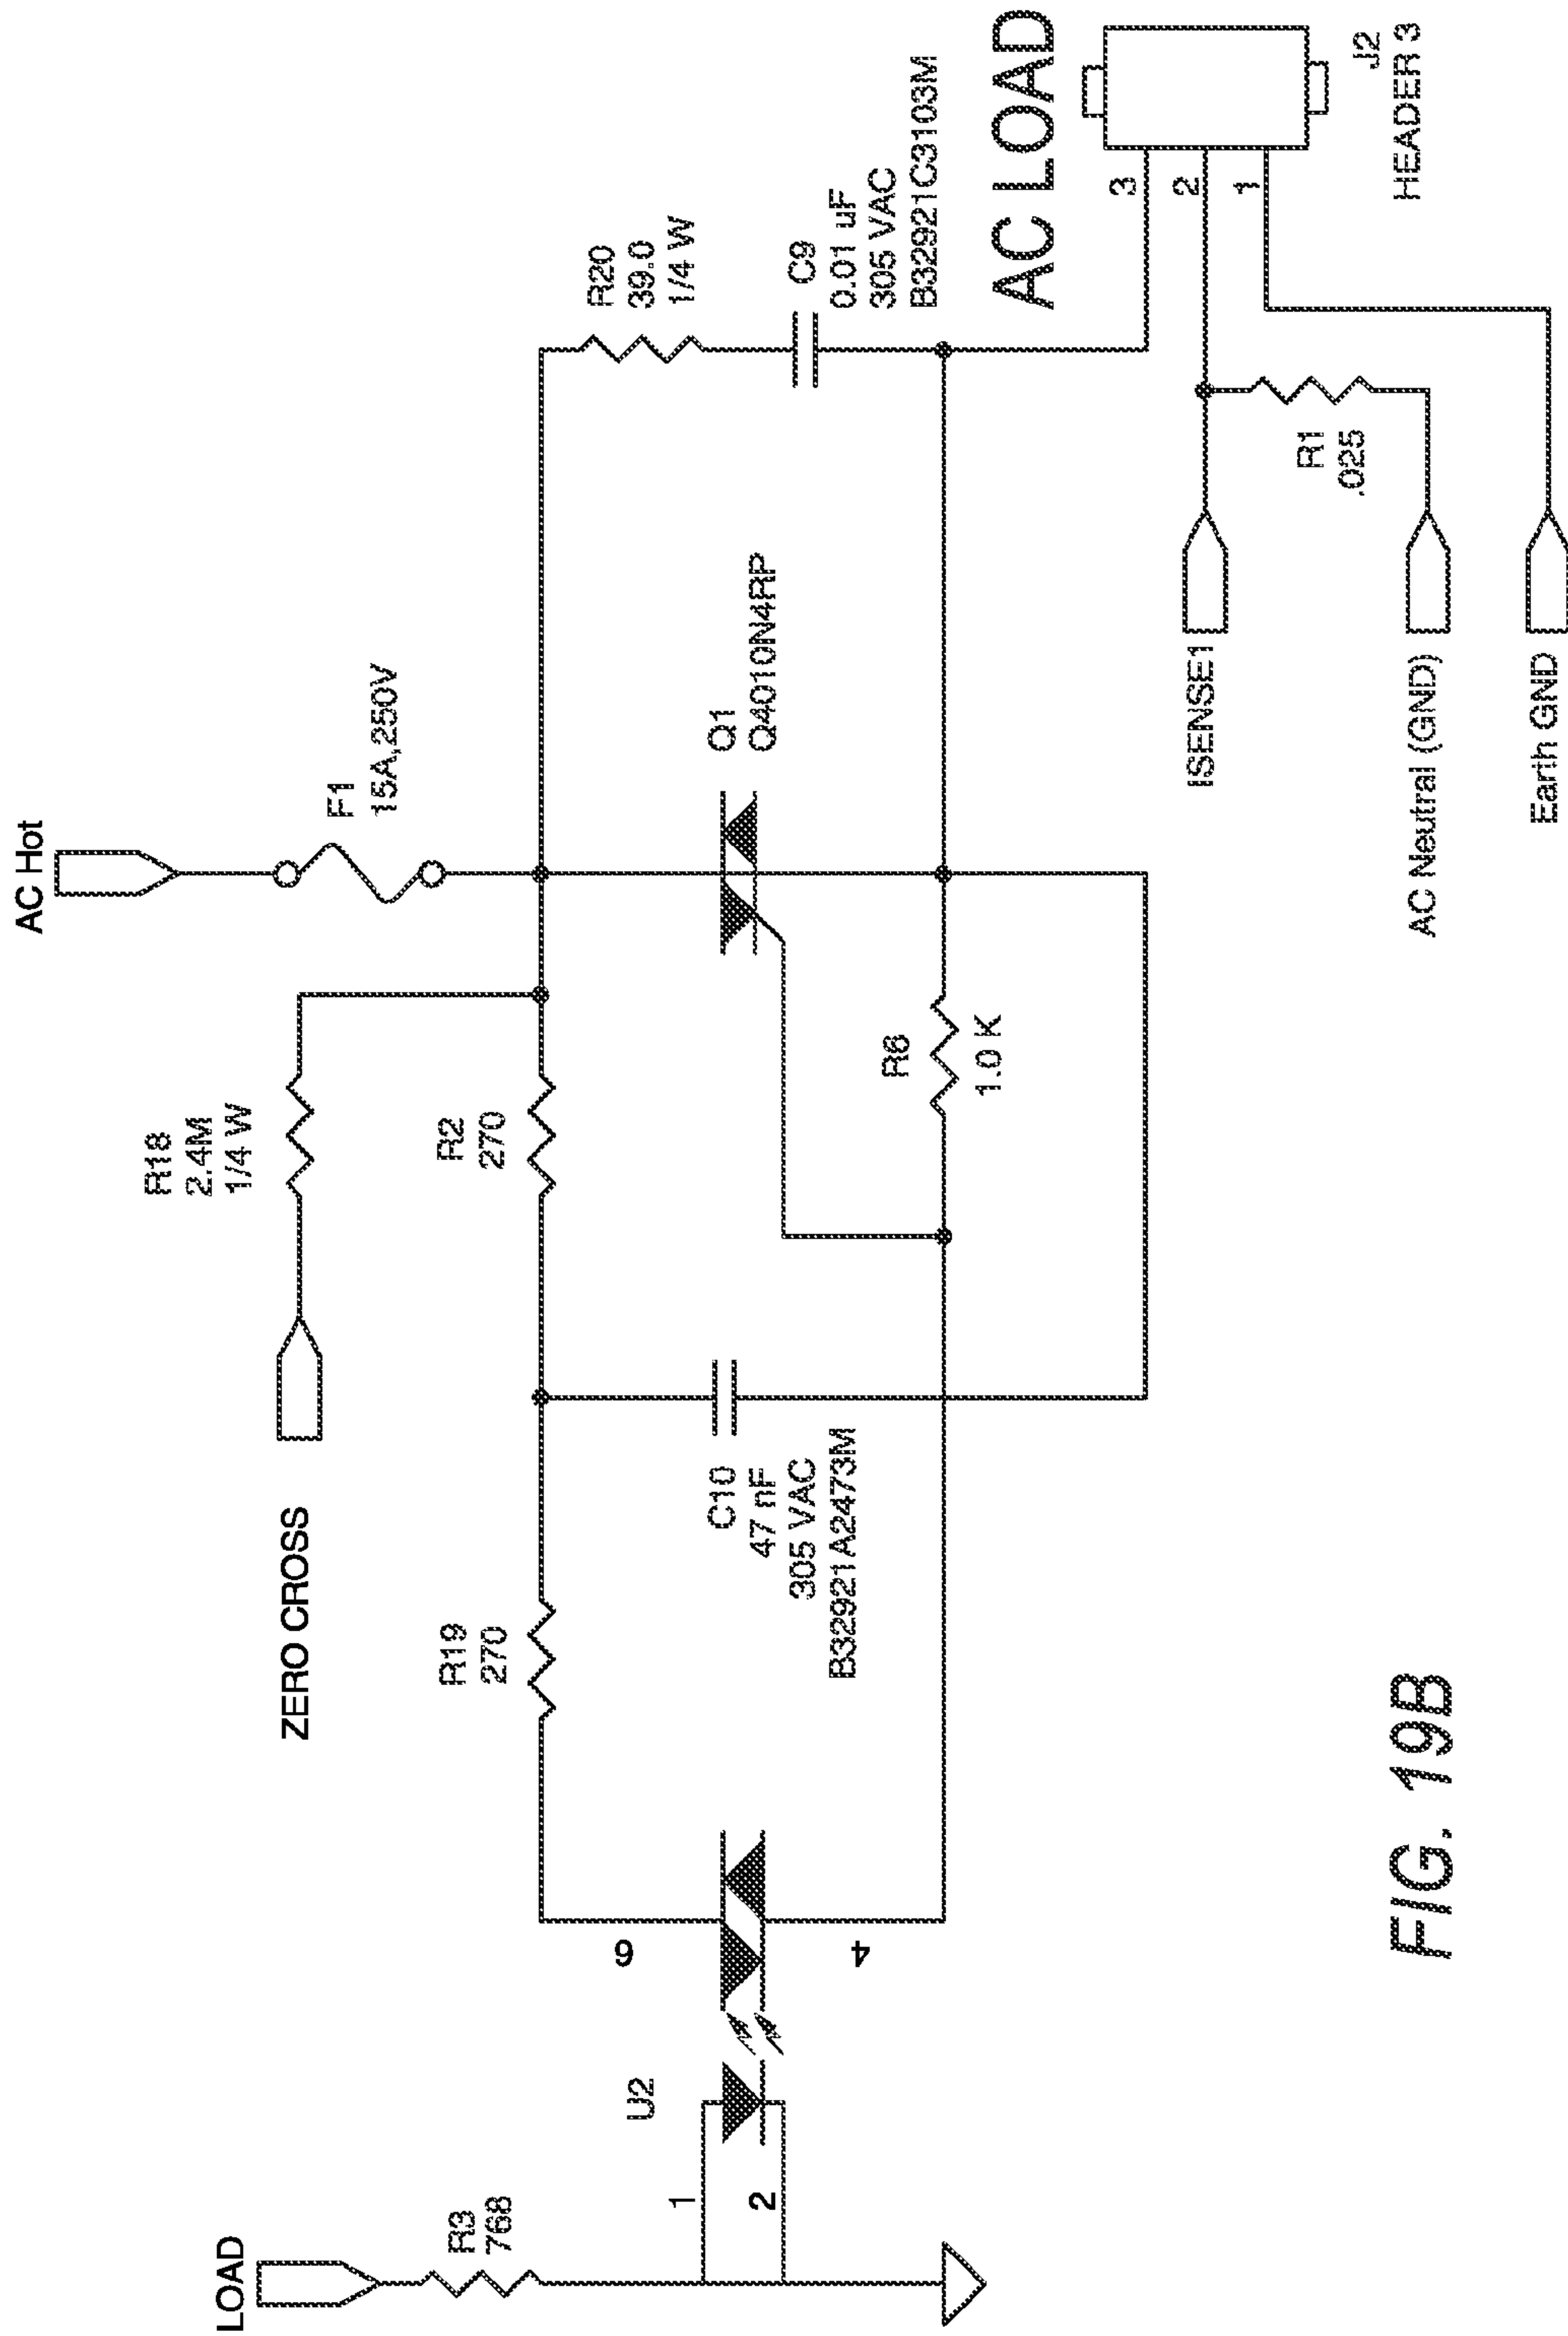 LOAD
R3
768
U2
1
2
6
4
ZERO CROSS
R18
2.4M
1/4 W
R19
270
R2
270
C10
47 nF
305 VAC
B32921A2473M
R6
1.0 K
AC Hot
F1
15A,250V
Q1
Q4010N4RP
R20
39.0
1/4 W
C9
0.01 uF
305 VAC
B32921C3103M
AC LOAD
3
2
1
J2
HEADER 3
ISENSE1
R1
.025
AC Neutral (GND)
Earth GND
FIG. 19B